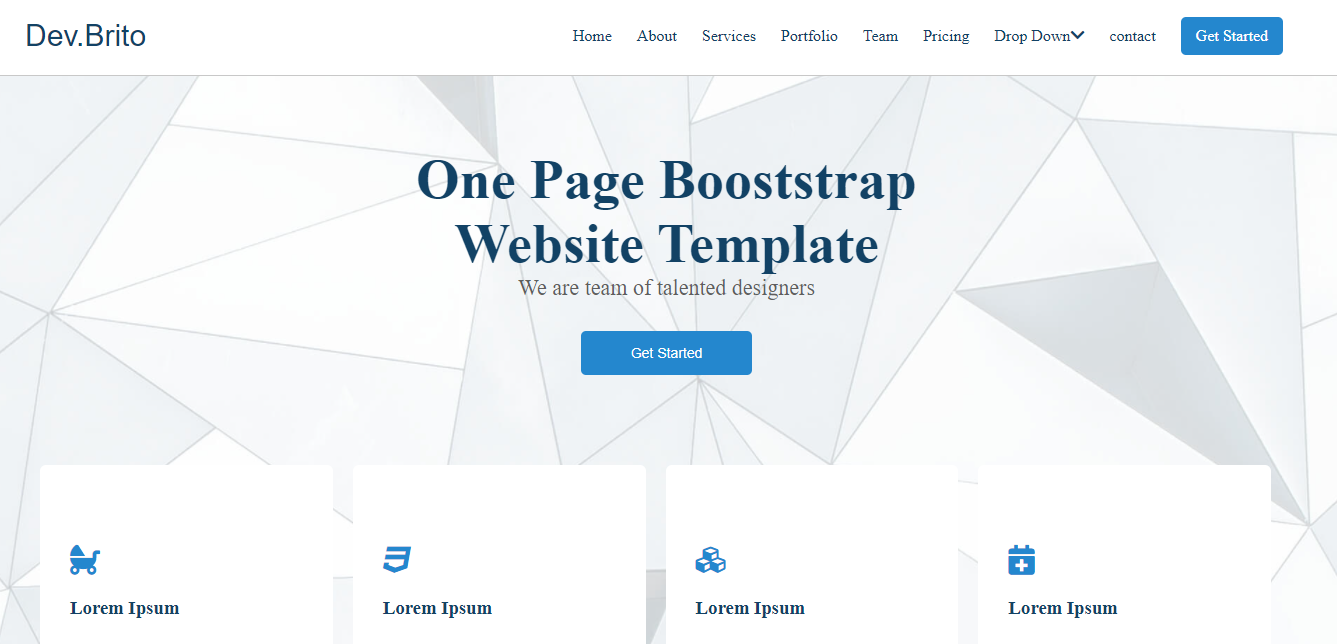 Dev.Brito
Home About Services Portfolio Team Pricing Drop Down contact Get Started
One Page Booststrap
Website Template
We are team of talented designers
Get Started
Lorem Ipsum Lorem Ipsum Lorem Ipsum Lorem Ipsum